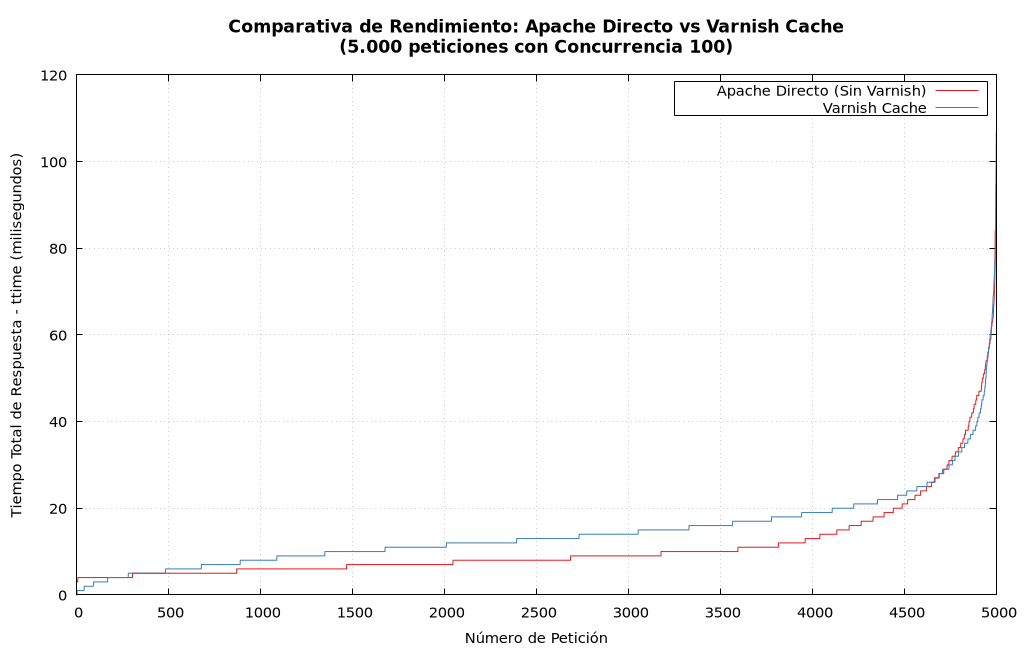 Comparativa de Rendimiento: Apache Directo vs Varnish Cache
(5.000 peticiones con Concurrencia 100)
Apache Directo (Sin Varnish)
Varnish Cache
Tiempo Total de Respuesta - ttime (milisegundos)
120
100
80
60
40
20
0
0 500 1000 1500 2000 2500 3000 3500 4000 4500 5000
Número de Petición